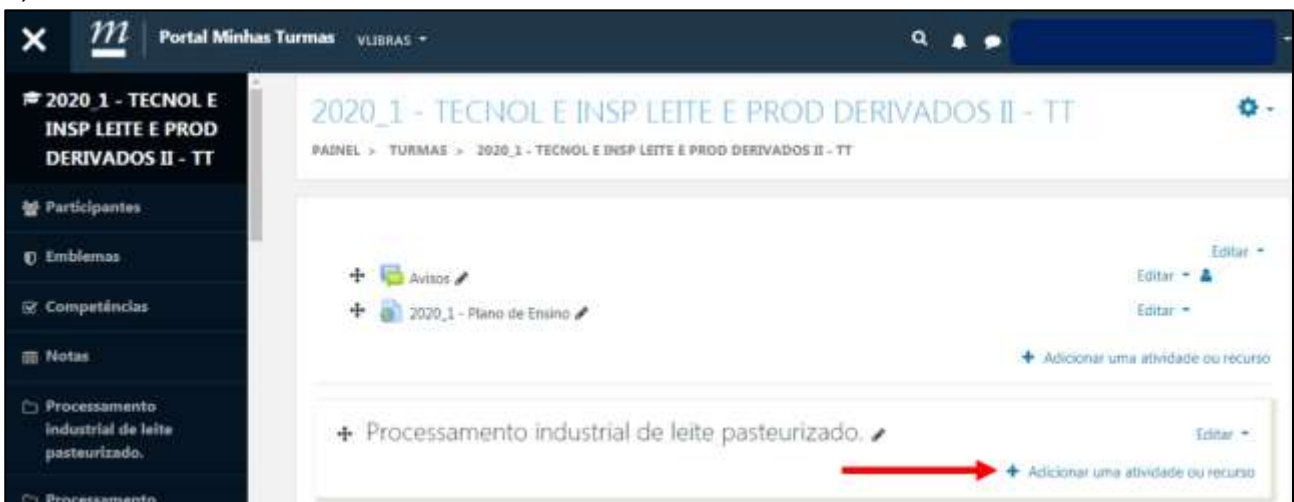 m Portal Minhas Turmas VLIBRAS
2020_1 - TECNOL E
INSP LEITE E PROD
DERIVADOS II - TT
Participantes
Emblemas
Competências
Notas
Processamento
industrial de leite
pasteurizado.
Processamento
2020_1 - TECNOL E INSP LEITE E PROD DERIVADOS II - TT
PAINEL > TURMAS > 2020_1 - TECNOL E INSP LEITE E PROD DERIVADOS II - TT
Editar
Avisos Editar
2020_1 - Plano de Ensino Editar
Adicionar uma atividade ou recurso
Processamento industrial de leite pasteurizado. Editar
Adicionar uma atividade ou recurso